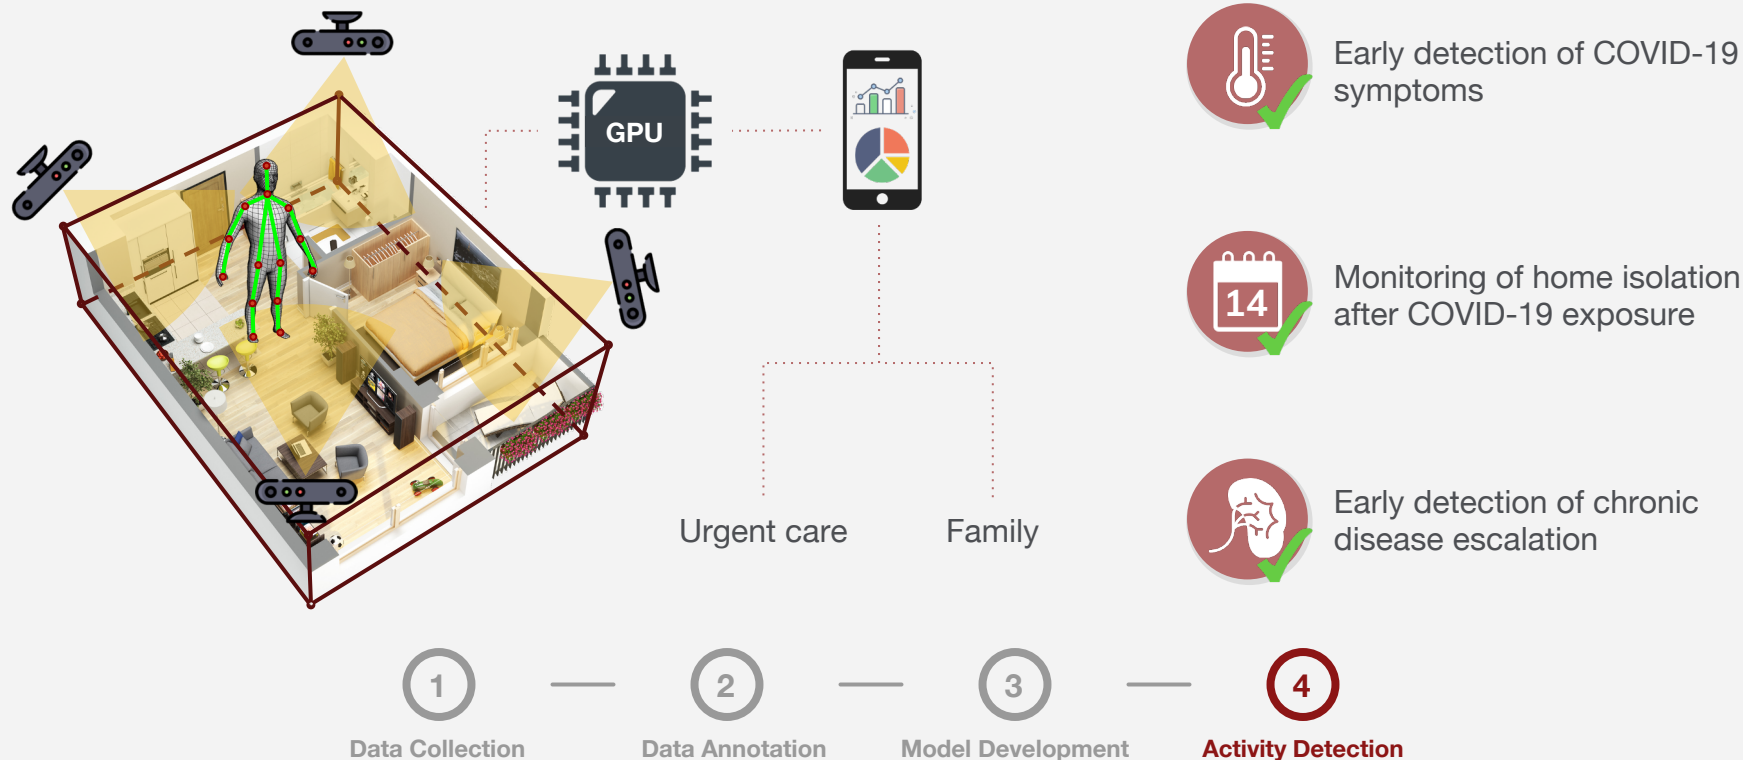 GPU
Early detection of COVID-19
symptoms
14
Monitoring of home isolation
after COVID-19 exposure
Urgent care
Family
Early detection of chronic
disease escalation
1
2
3
4
Data Collection
Data Annotation
Model Development
Activity Detection